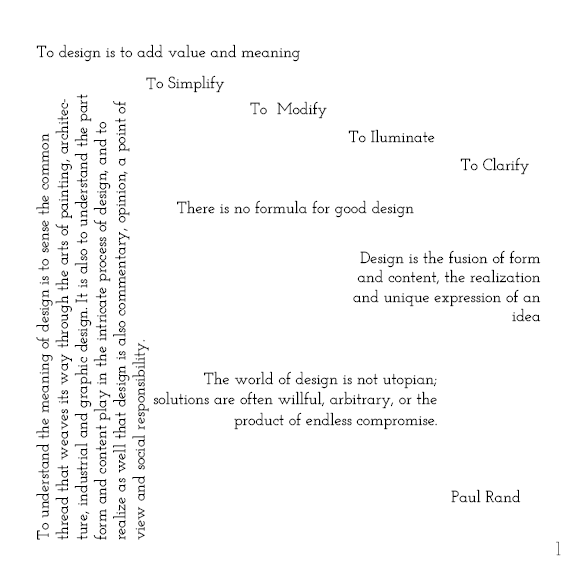 To design is to add value and meaning
To Simplify
To Modify
To Iluminate
To Clarify
There is no formula for good design
Design is the fusion of form
and content, the realization
and unique expression of an
idea
The world of design is not utopian;
solutions are often willful, arbitrary, or the
product of endless compromise.
To understand the meaning of design is to sense the common
thread that weaves its way through the arts of painting, architec-
ture, industrial and graphic design. It is also to understand the part
form and content play in the intricate process of design, and to
realize as well that design is also commentary, opinion, a point of
view and social responsibility.
Paul Rand
1